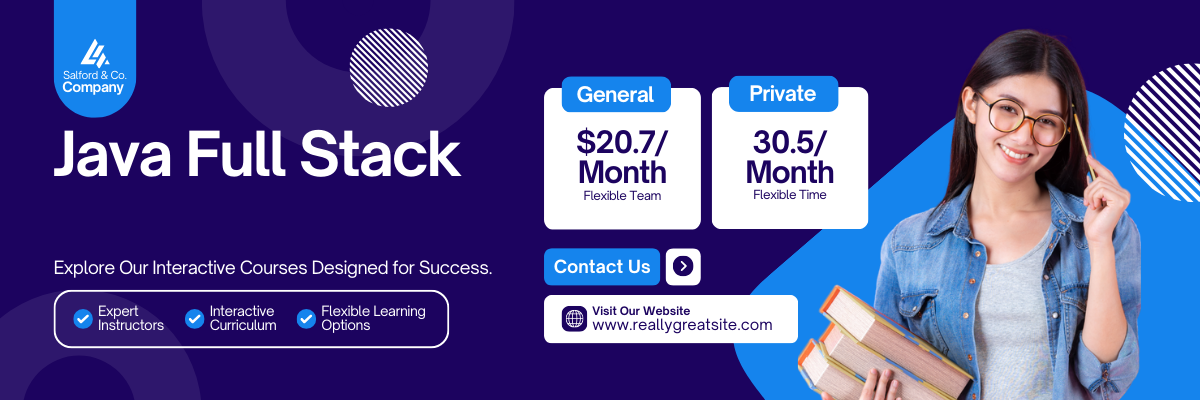 Salford & Co.
Company
Java Full Stack
Explore Our Interactive Courses Designed for Success.
Expert
Instructors
Interactive
Curriculum
Flexible Learning
Options
General
$20.7/
Month
Flexible Team
Private
30.5/
Month
Flexible Time
Contact Us
Visit Our Website
www.reallygreatsite.com